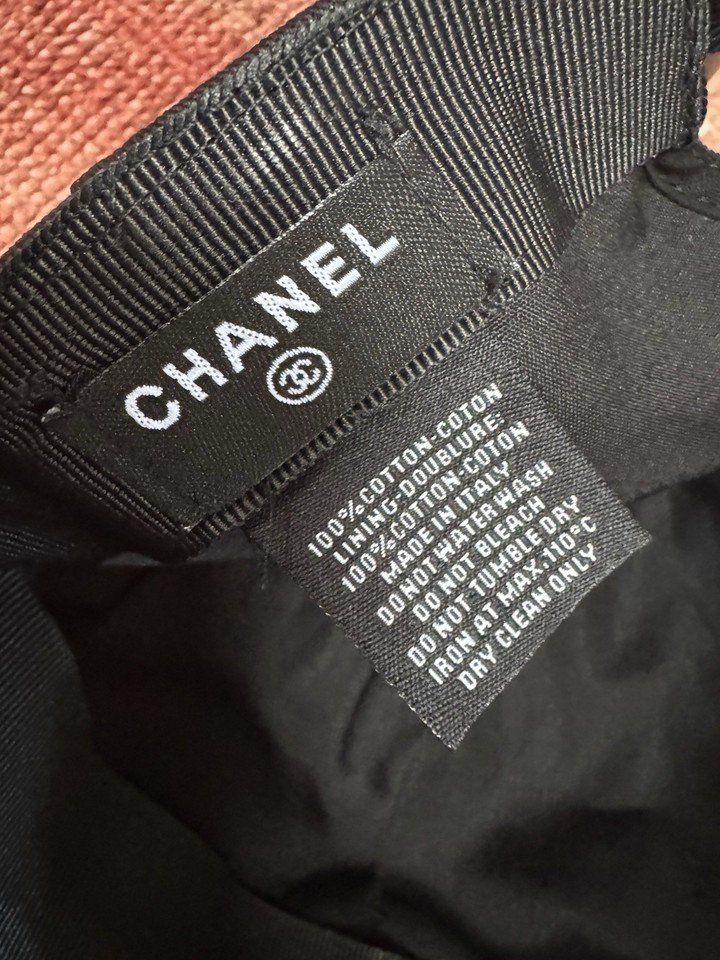 CHANEL
100%COTTON-COTON
LINING-DOUBLURE:
100%COTTON-COTON
MADE IN ITALY
DO NOT WATER WASH
DO NOT BLEACH
DO NOT TUMBLE DRY
IRON AT MAX.110°C
DRY CLEAN ONLY